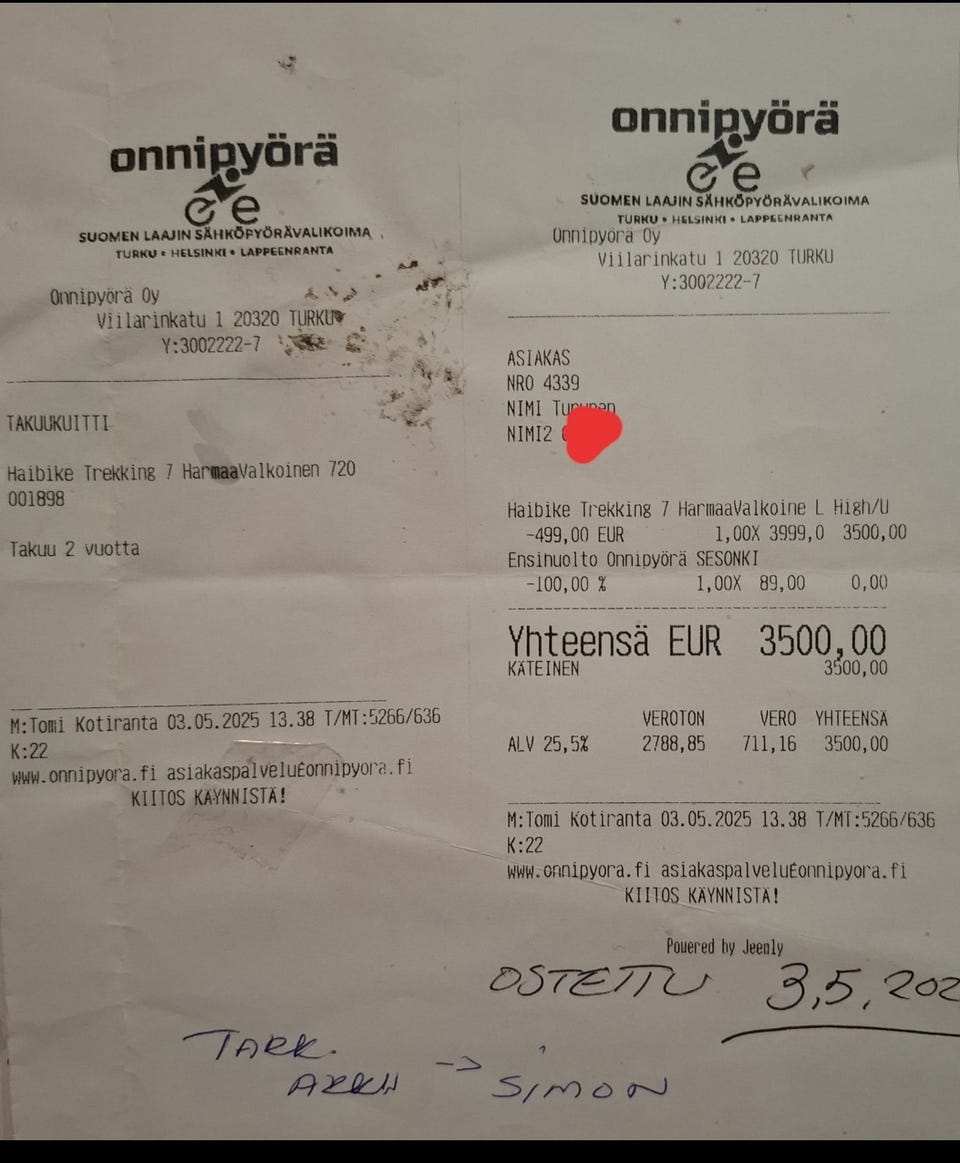 onnipyörä
SUOMEN LAAJIN SÄHKÖPYÖRÄVALIKOIMA
TURKU • HELSINKI • LAPPEENRANTA
Onnipyörä Oy
Viilarinkatu 1 20320 TURKU
Y:3002222-7
TAKUUKUITTI
Haibike Trekking 7 HarmaaValkoinen 720
001898
Takuu 2 vuotta
M:Tomi Kotiranta 03.05.2025 13.38 T/MT:5266/636
K:22
www.onnipyora.fi asiakaspalveluÉonnipyora.fi
KIITOS KÄYNNISTÄ!
onnipyörä
SUOMEN LAAJIN SÄHKÖPYÖRÄVALIKOIMA
TURKU • HELSINKI • LAPPEENRANTA
Onnipyörä Oy
Viilarinkatu 1 20320 TURKU
Y:3002222-7
ASIAKAS
NRO 4339
NIMI
NIMI2
Haibike Trekking 7 HarmaaValkoine L High/U
-499,00 EUR 1,00X 3999,0 3500,00
Ensihuolto Onnipyörä SESONKI
-100,00 % 1,00X 89,00 0,00
Yhteensä EUR 3500,00
KÄTEINEN 3500,00
VEROTON VERO YHTEENSÄ
ALV 25,5% 2788,85 711,16 3500,00
M:Tomi Kotiranta 03.05.2025 13.38 T/MT:5266/636
K:22
www.onnipyora.fi asiakaspalveluÉonnipyora.fi
KIITOS KÄYNNISTÄ!
Powered by Jeenly
OSTETTU 3,5,202
TARK.
-> SIMON